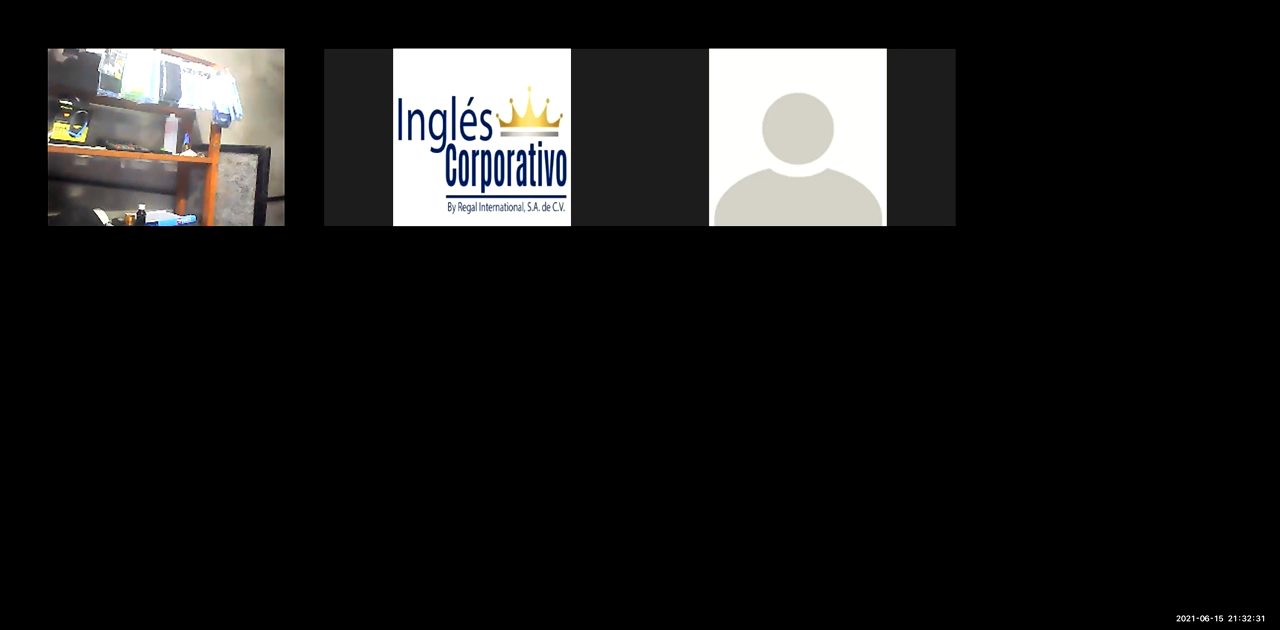 Inglés
Corporativo
By Regal International, S.A. de C.V.
2021-06-15 21:32:31